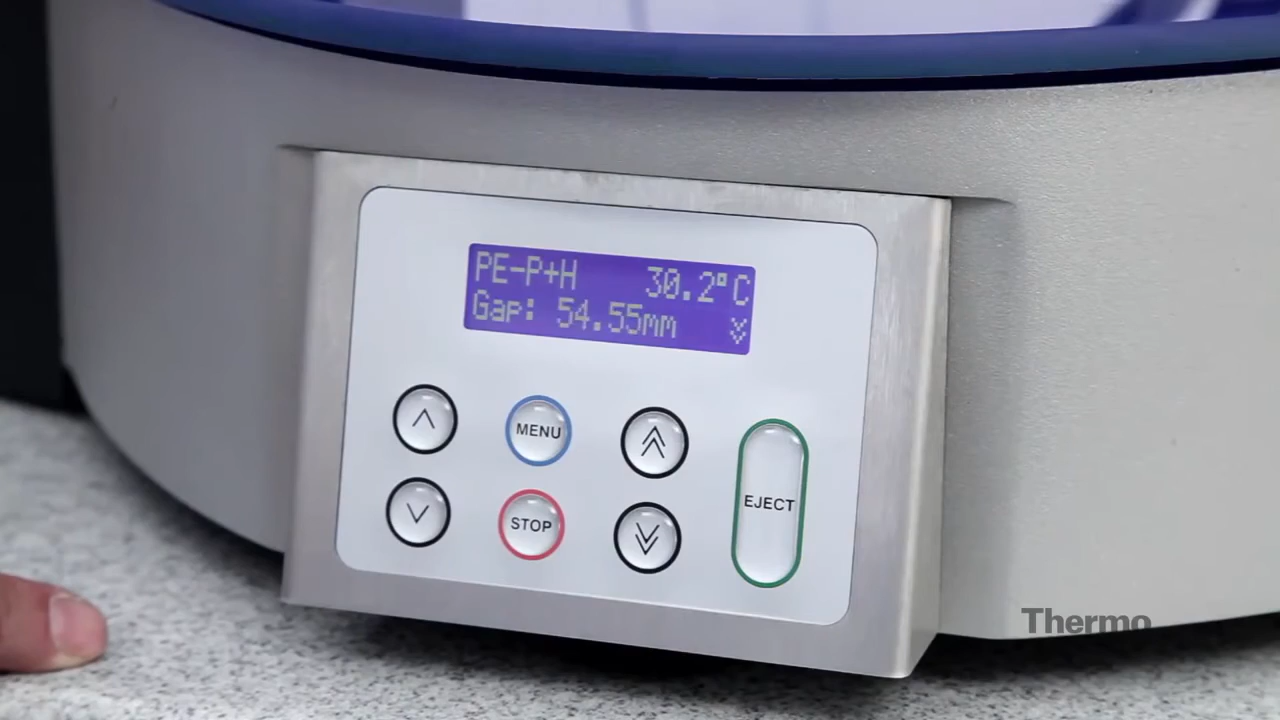 PE-P+H 30.2°C
Gap: 54.55mm
MENU
STOP
EJECT
Thermo